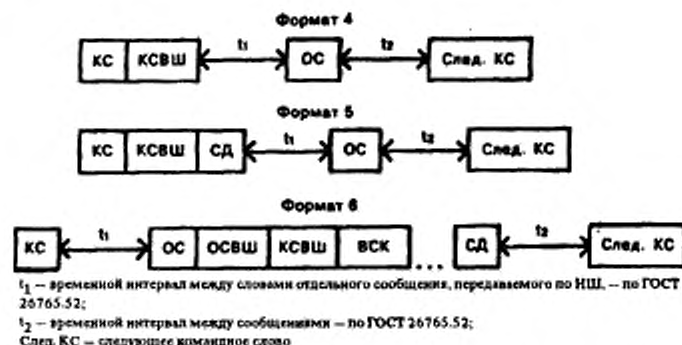 Формат 4
КС КСВШ t₁ ОС t₂ След. КС
Формат 5
КС КСВШ СД t₁ ОС t₂ След. КС
Формат 6
КС t₁ ОС ОСВШ КСВШ ВСК ... СД t₂ След. КС
t₁ — временной интервал между словами отдельного сообщения, передаваемого по НШ, — по ГОСТ
26765.52;
t₂ — временной интервал между сообщениями — по ГОСТ 26765.52;
След. КС — следующее командное слово